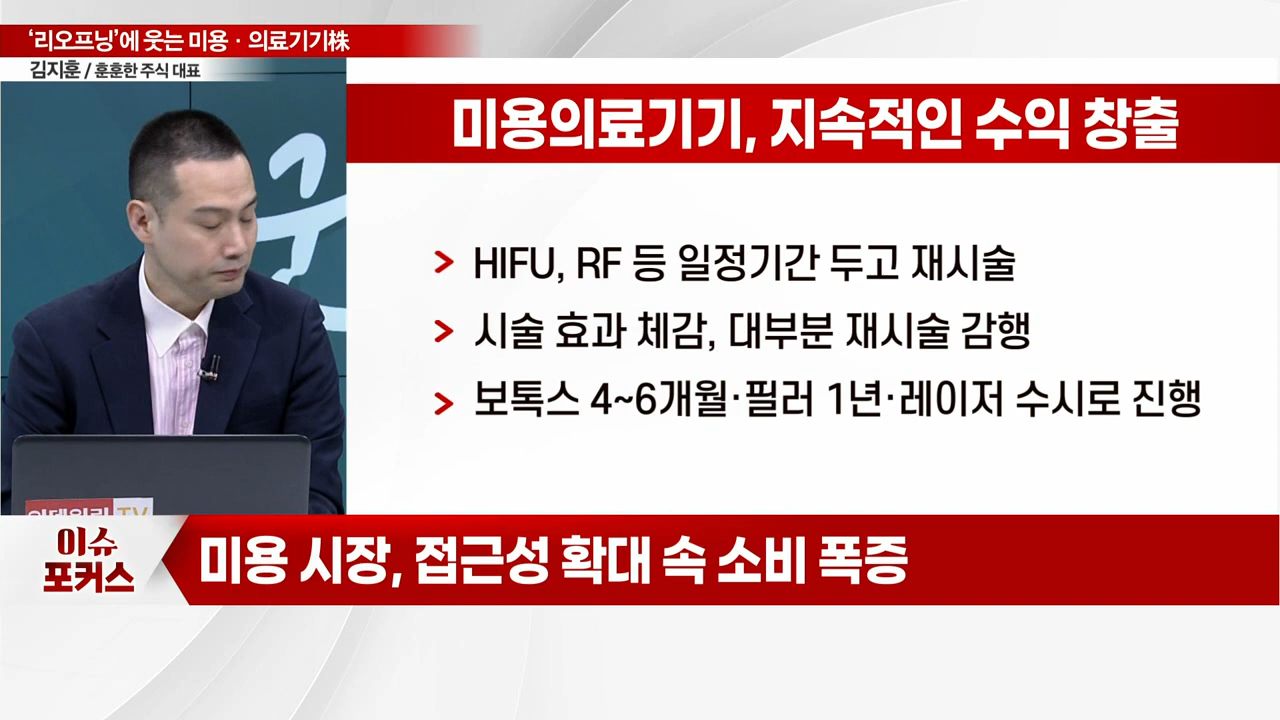 ‘리오프닝’에 웃는 미용·의료기기株
김지훈 / 훈훈한 주식 대표
미용의료기기, 지속적인 수익 창출
HIFU, RF 등 일정기간 두고 재시술
시술 효과 체감, 대부분 재시술 감행
보톡스 4~6개월·필러 1년·레이저 수시로 진행
이데일리 TV
이슈
포커스
미용 시장, 접근성 확대 속 소비 폭증